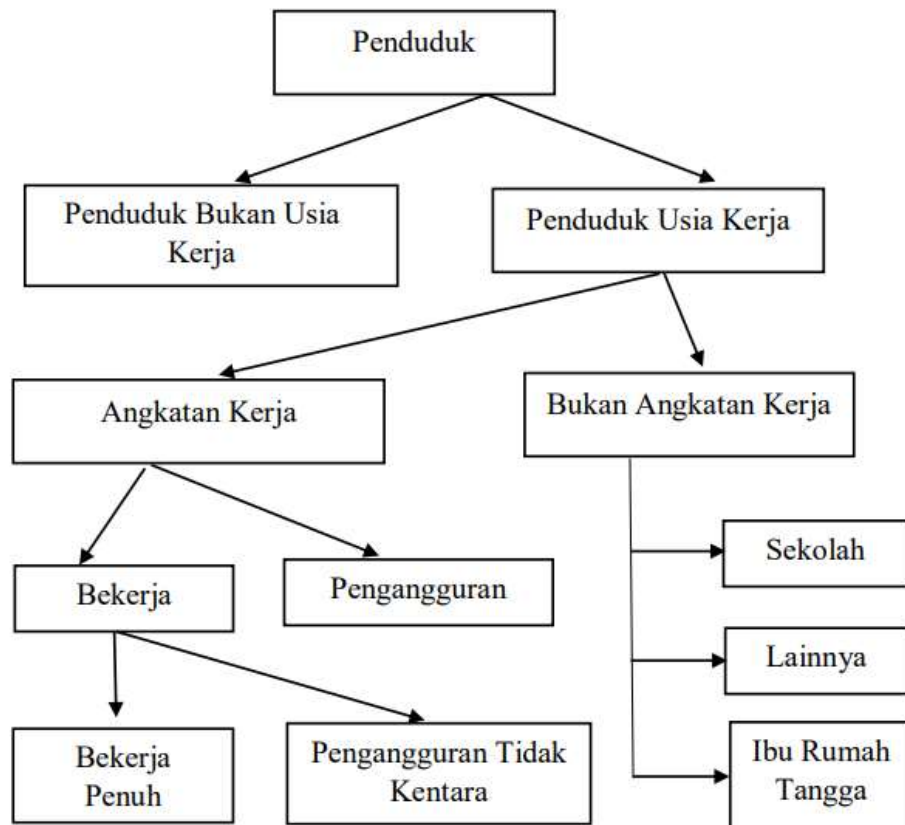 Penduduk
Penduduk Bukan Usia
Kerja
Penduduk Usia Kerja
Angkatan Kerja
Bukan Angkatan Kerja
Sekolah
Bekerja
Pengangguran
Lainnya
Bekerja
Penuh
Pengangguran Tidak
Kentara
Ibu Rumah
Tangga